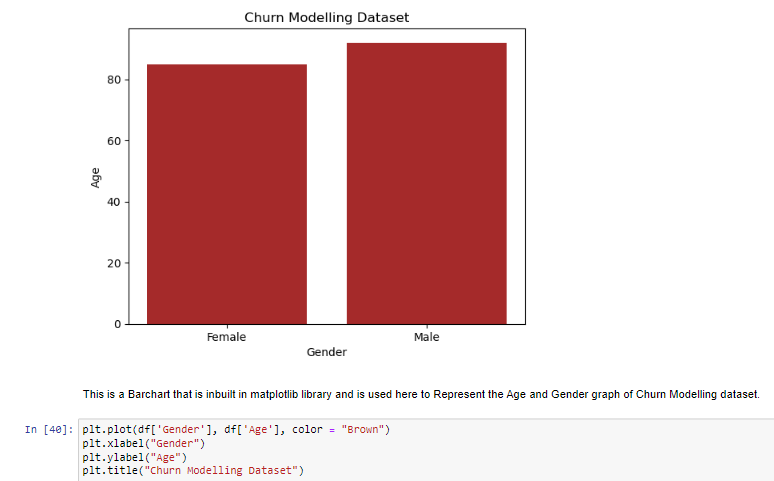 Churn Modelling Dataset
80
60
40
20
0
Age
Female Male
Gender
This is a Barchart that is inbuilt in matplotlib library and is used here to Represent the Age and Gender graph of Churn Modelling dataset.
In [40]: plt.plot(df['Gender'], df['Age'], color = "Brown")
plt.xlabel("Gender")
plt.ylabel("Age")
plt.title("Churn Modelling Dataset")